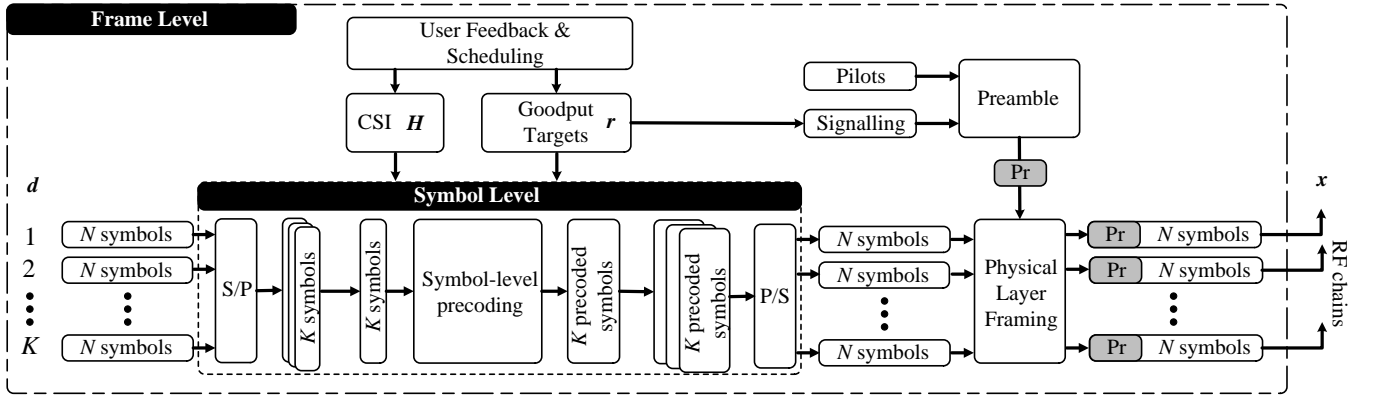 Frame Level
User Feedback &
Scheduling
CSI H
Goodput
Targets r
Pilots
Signalling
Preamble
Pr
d
x
Symbol Level
1
N symbols
2
N symbols
K
N symbols
S/P
K symbols
K symbols
Symbol-level
precoding
K precoded
symbols
K precoded
symbols
P/S
N symbols
N symbols
N symbols
Physical
Layer
Framing
Pr N symbols
Pr N symbols
Pr N symbols
RF chains